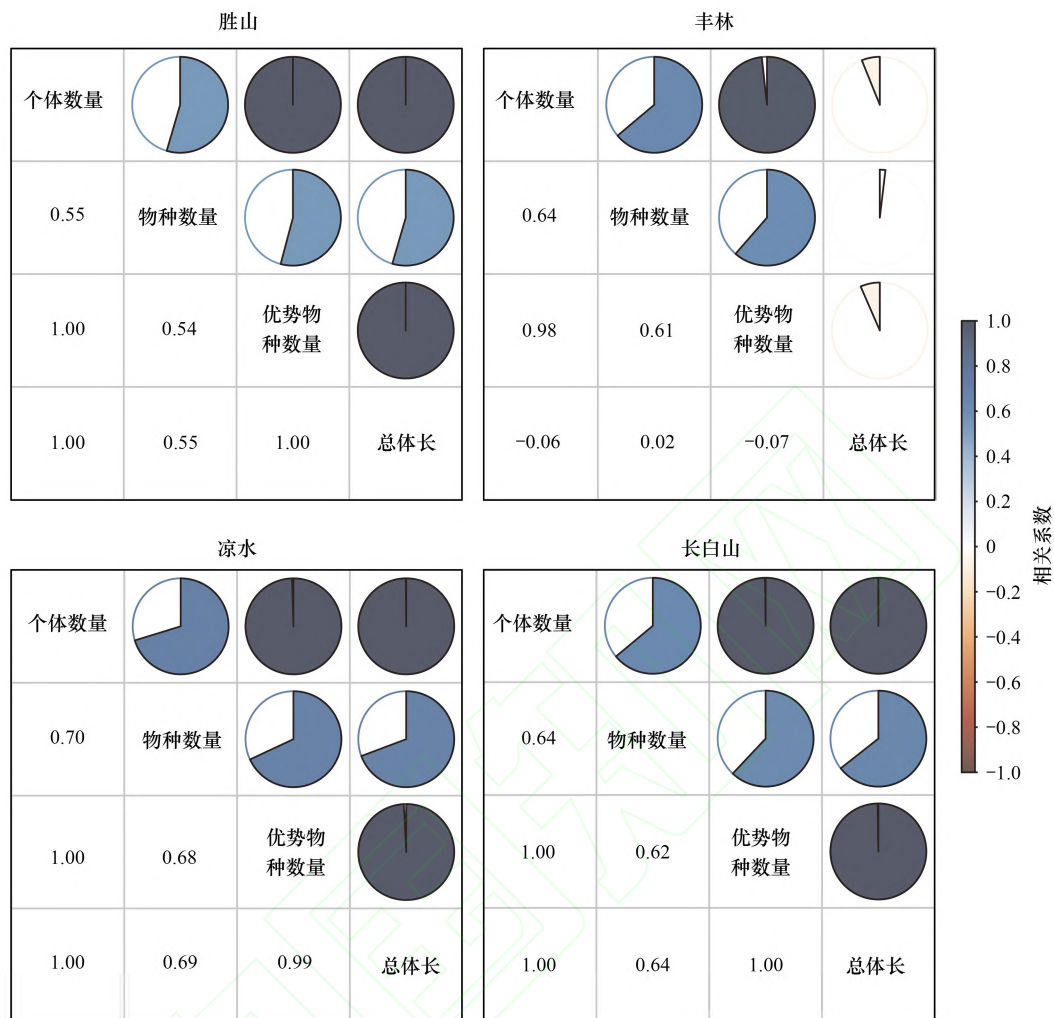 胜山
个体数量
0.55
物种数量
1.00
0.54
优势物
种数量
1.00
0.55
1.00
总体长
丰林
个体数量
0.64
物种数量
0.98
0.61
优势物
种数量
−0.06
0.02
−0.07
总体长
凉水
个体数量
0.70
物种数量
1.00
0.68
优势物
种数量
1.00
0.69
0.99
总体长
长白山
个体数量
0.64
物种数量
1.00
0.62
优势物
种数量
1.00
0.64
1.00
总体长
1.0
0.8
0.6
0.4
0.2
0
−0.2
−0.4
−0.6
−0.8
−1.0
相关系数